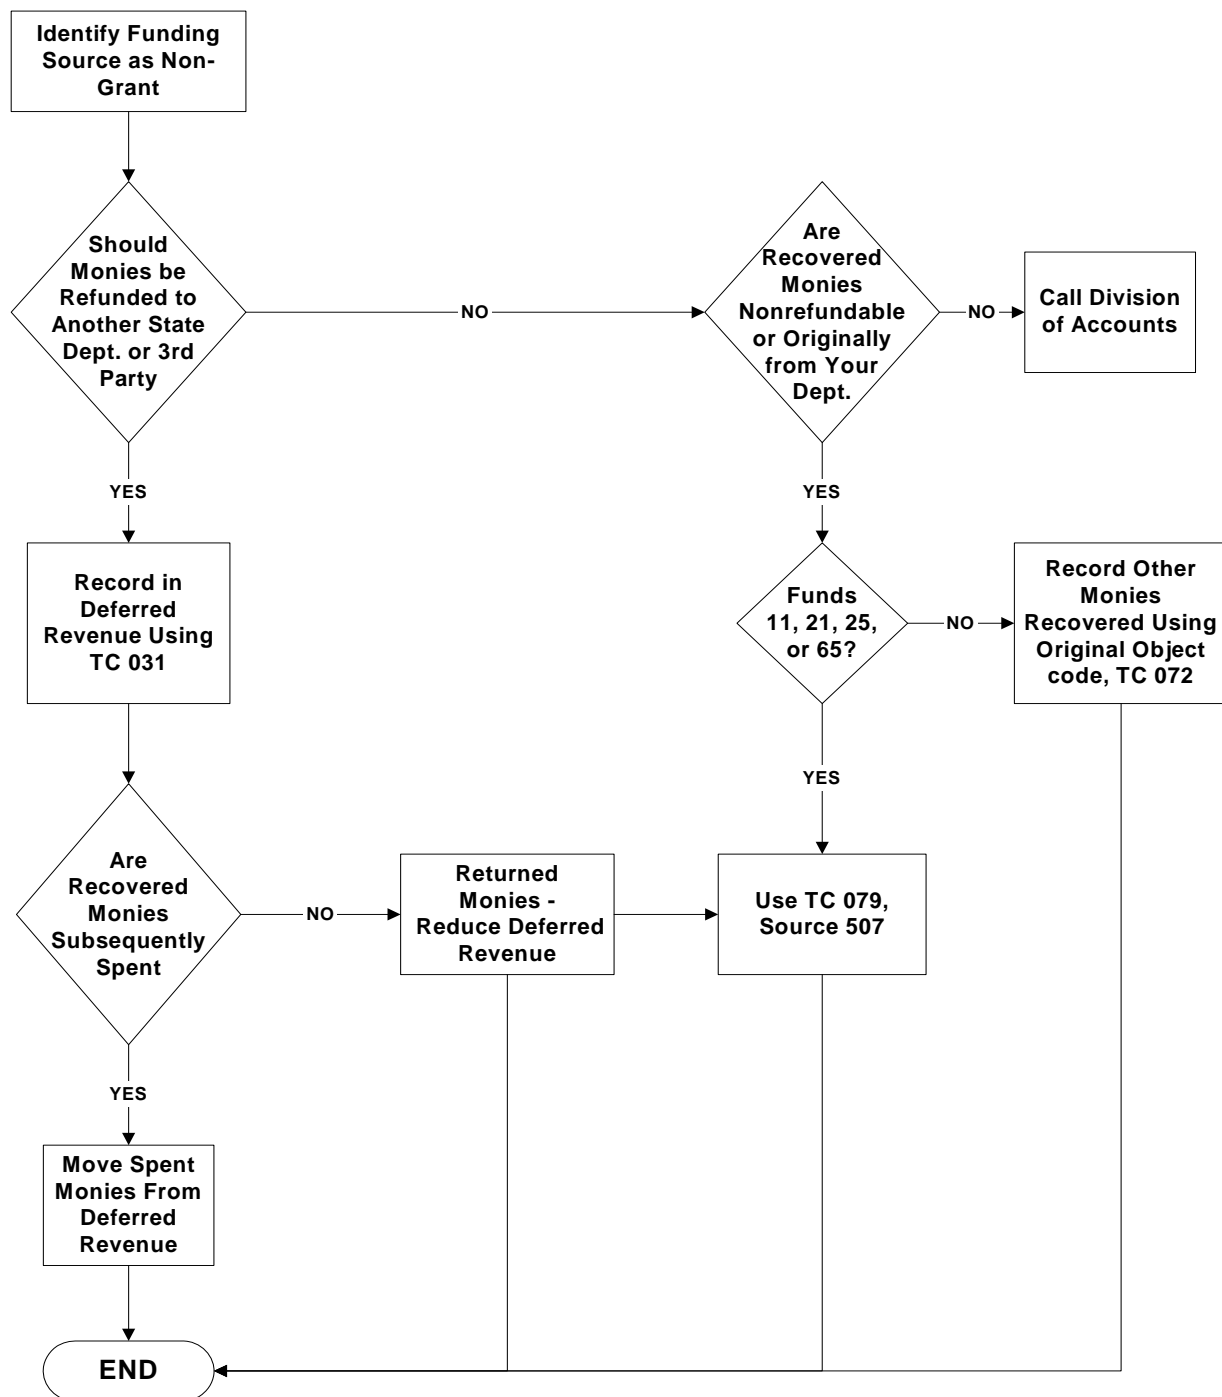 Identify Funding
Source as Non-
Grant
Should
Monies be
Refunded to
Another State
Dept. or 3rd
Party
NO
Are
Recovered
Monies
Nonrefundable
or Originally
from Your
Dept.
NO
Call Division
of Accounts
YES
YES
Record in
Deferred
Revenue Using
TC 031
Funds
11, 21, 25,
or 65?
NO
Record Other
Monies
Recovered Using
Original Object
code, TC 072
YES
Are
Recovered
Monies
Subsequently
Spent
NO
Returned
Monies -
Reduce Deferred
Revenue
Use TC 079,
Source 507
YES
Move Spent
Monies From
Deferred
Revenue
END